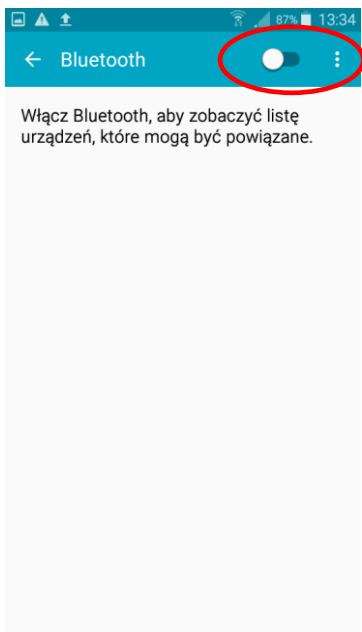 87% 13:34
Bluetooth
Włącz Bluetooth, aby zobaczyć listę
urządzeń, które mogą być powiązane.